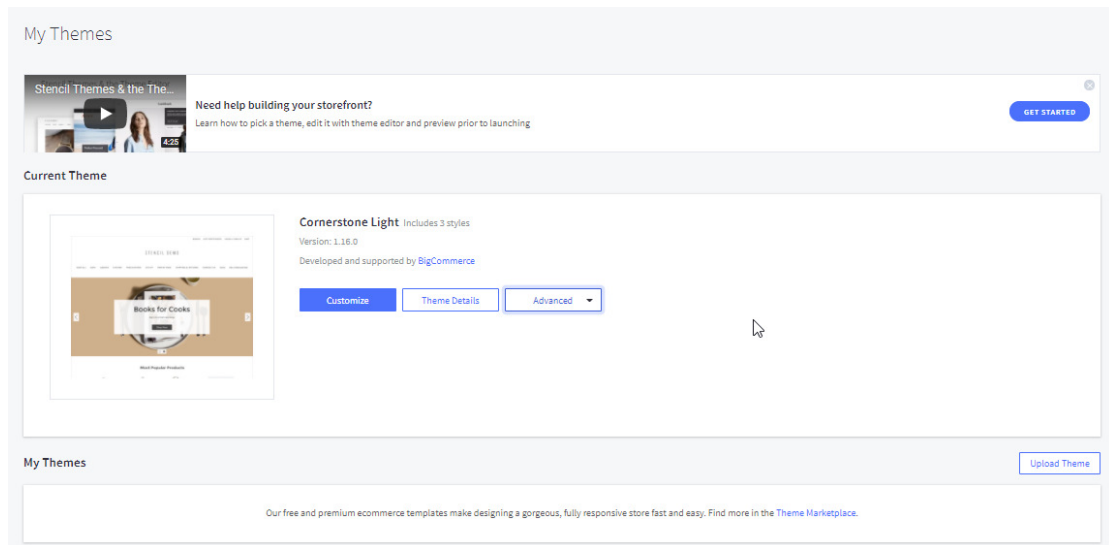 My Themes
Stencil Themes & the The...
4:25
Need help building your storefront?
Learn how to pick a theme, edit it with theme editor and preview prior to launching
GET STARTED
Current Theme
STENCIL DEMO
Books for Cooks
Most Popular Products
Cornerstone Light Includes 3 styles
Version: 1.16.0
Developed and supported by BigCommerce
Customize Theme Details Advanced
My Themes
Upload Theme
Our free and premium ecommerce templates make designing a gorgeous, fully responsive store fast and easy. Find more in the Theme Marketplace.